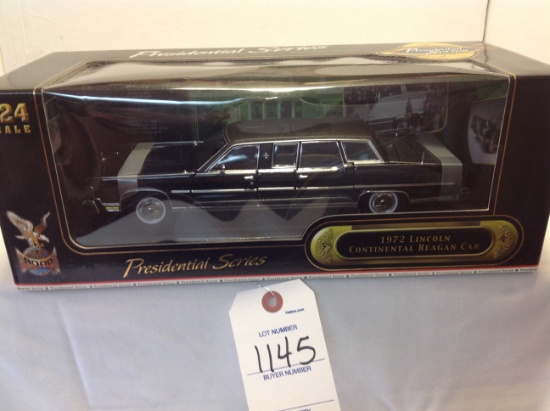 Presidential Series
24
SCALE
1972 LINCOLN
CONTINENTAL REAGAN CAR
Presidential Series
LOT NUMBER
1145
BUYER NUMBER